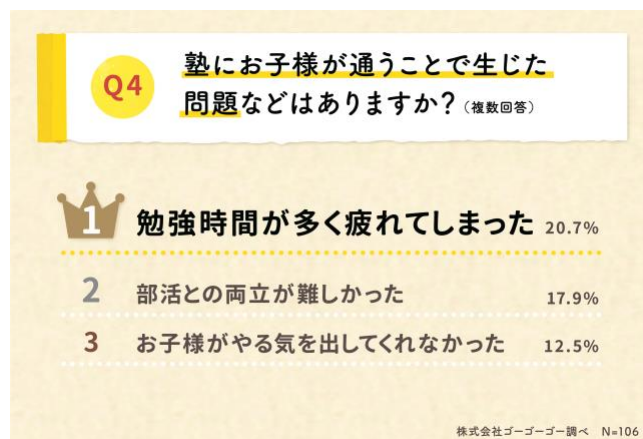 Q4
塾にお子様が通うことで生じた
問題などはありますか？（複数回答）
1 勉強時間が多く疲れてしまった 20.7%
2 部活との両立が難しかった 17.9%
3 お子様がやる気を出してくれなかった 12.5%
株式会社ゴーゴーゴー調べ N=106